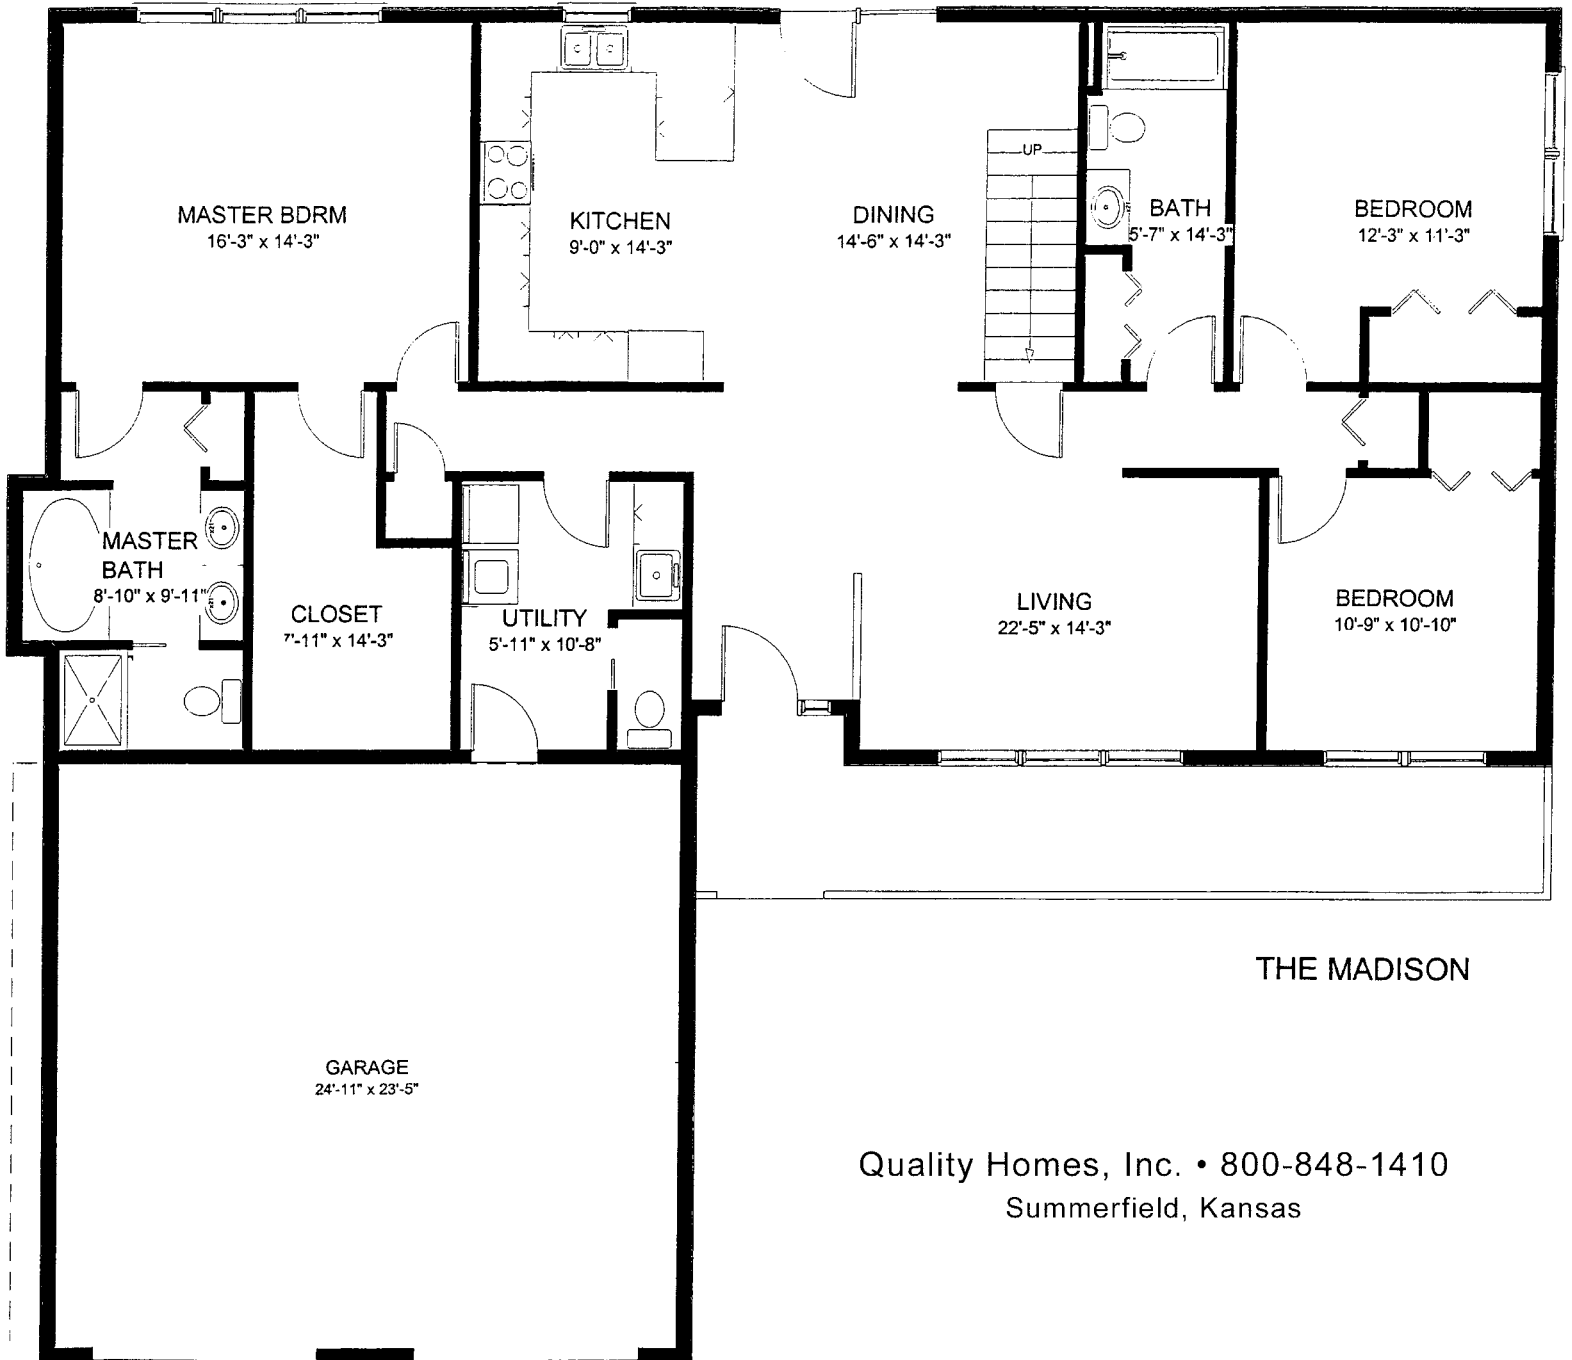 UP
MASTER BDRM
16'-3" x 14'-3"
KITCHEN
9'-0" x 14'-3"
DINING
14'-6" x 14'-3"
BATH
5'-7" x 14'-3"
BEDROOM
12'-3" x 11'-3"
MASTER
BATH
8'-10" x 9'-11"
CLOSET
7'-11" x 14'-3"
UTILITY
5'-11" x 10'-8"
LIVING
22'-5" x 14'-3"
BEDROOM
10'-9" x 10'-10"
THE MADISON
GARAGE
24'-11" x 23'-5"
Quality Homes, Inc. • 800-848-1410
Summerfield, Kansas